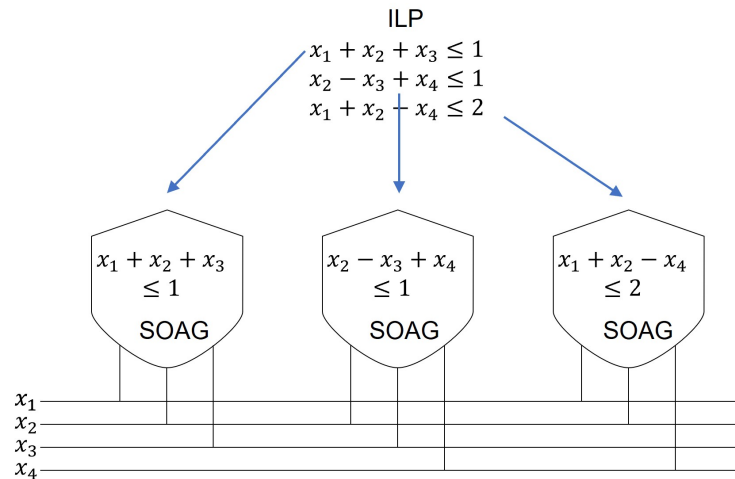 ILP
x₁ + x₂ + x₃ ≤ 1
x₂ − x₃ + x₄ ≤ 1
x₁ + x₂ − x₄ ≤ 2
x₁ + x₂ + x₃
≤ 1
SOAG
x₂ − x₃ + x₄
≤ 1
SOAG
x₁ + x₂ − x₄
≤ 2
SOAG
x₁
x₂
x₃
x₄